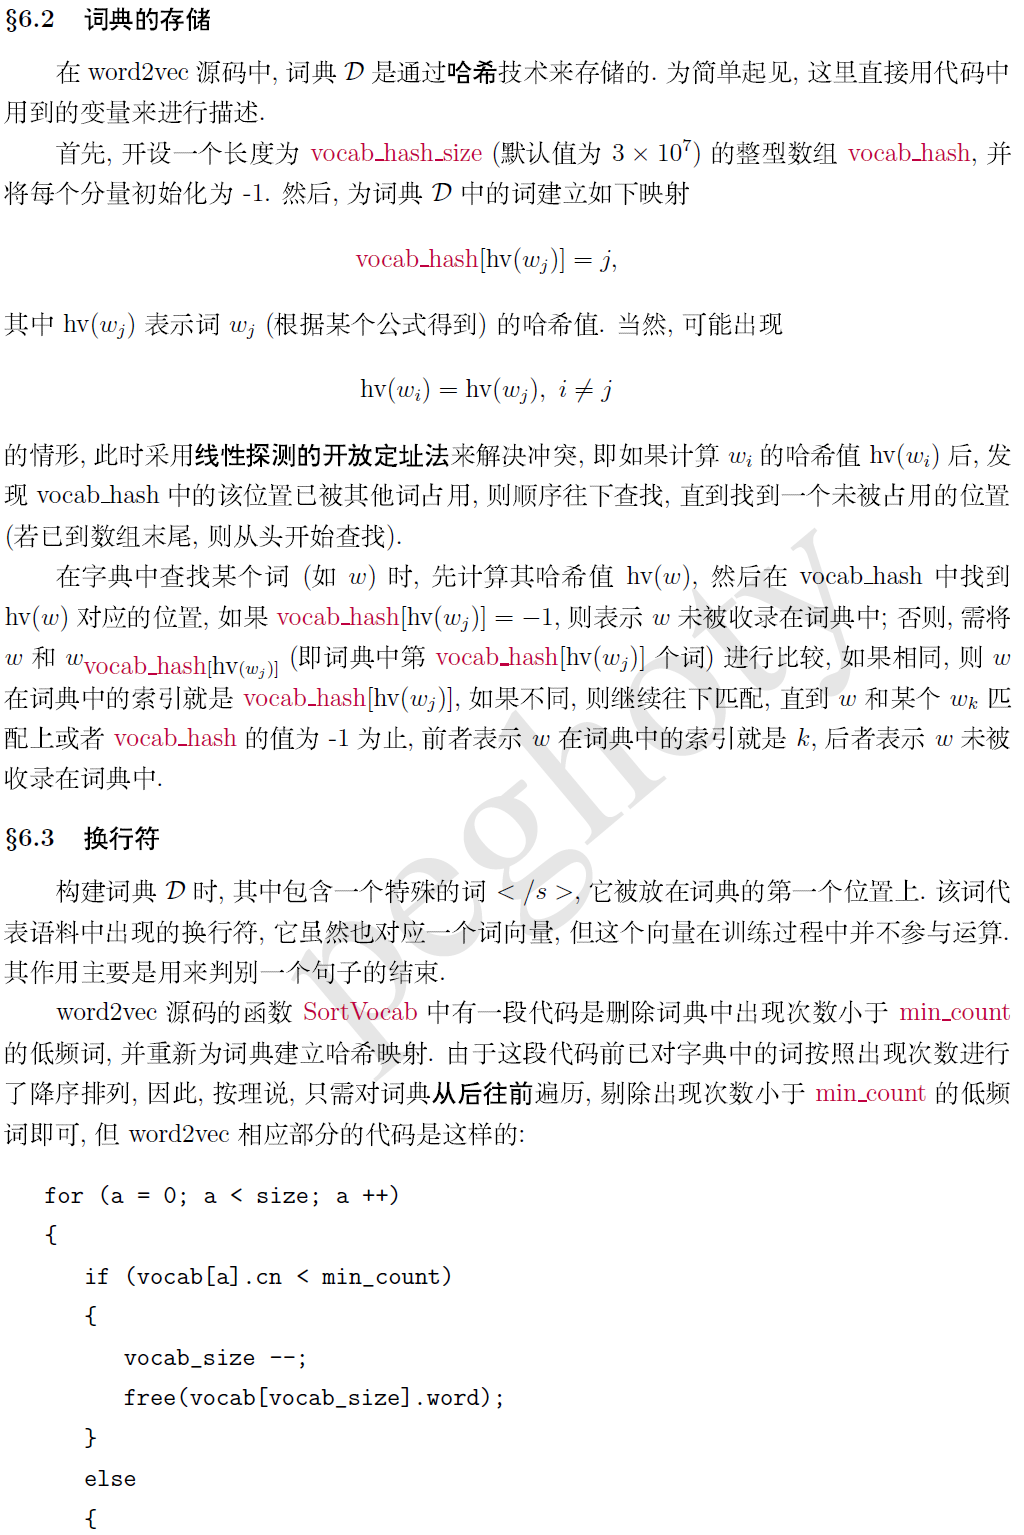 §6.2 词典的存储
在 word2vec 源码中, 词典 𝒟 是通过哈希技术来存储的. 为简单起见, 这里直接用代码中
用到的变量来进行描述.
首先, 开设一个长度为 vocab_hash_size (默认值为 3 × 10⁷) 的整型数组 vocab_hash, 并
将每个分量初始化为 -1. 然后, 为词典 𝒟 中的词建立如下映射
vocab_hash[hv(w_j)] = j,
其中 hv(w_j) 表示词 w_j (根据某个公式得到) 的哈希值. 当然, 可能出现
hv(w_i) = hv(w_j), i ≠ j
的情形, 此时采用线性探测的开放定址法来解决冲突, 即如果计算 w_i 的哈希值 hv(w_i) 后, 发
现 vocab_hash 中的该位置已被其他词占用, 则顺序往下查找, 直到找到一个未被占用的位置
(若已到数组末尾, 则从头开始查找).
在字典中查找某个词 (如 w) 时, 先计算其哈希值 hv(w), 然后在 vocab_hash 中找到
hv(w) 对应的位置, 如果 vocab_hash[hv(w_j)] = −1, 则表示 w 未被收录在词典中; 否则, 需将
w 和 w_vocab_hash[hv(w_j)] (即词典中第 vocab_hash[hv(w_j)] 个词) 进行比较, 如果相同, 则 w
在词典中的索引就是 vocab_hash[hv(w_j)], 如果不同, 则继续往下匹配, 直到 w 和某个 w_k 匹
配上或者 vocab_hash 的值为 -1 为止, 前者表示 w 在词典中的索引就是 k, 后者表示 w 未被
收录在词典中.
§6.3 换行符
构建词典 𝒟 时, 其中包含一个特殊的词 < /s >, 它被放在词典的第一个位置上. 该词代
表语料中出现的换行符, 它虽然也对应一个词向量, 但这个向量在训练过程中并不参与运算.
其作用主要是用来判别一个句子的结束.
word2vec 源码的函数 SortVocab 中有一段代码是删除词典中出现次数小于 min_count
的低频词, 并重新为词典建立哈希映射. 由于这段代码前已对字典中的词按照出现次数进行
了降序排列, 因此, 按理说, 只需对词典从后往前遍历, 剔除出现次数小于 min_count 的低频
词即可, 但 word2vec 相应部分的代码是这样的:
for (a = 0; a < size; a ++)
{
if (vocab[a].cn < min_count)
{
vocab_size --;
free(vocab[vocab_size].word);
}
else
{
peghoty